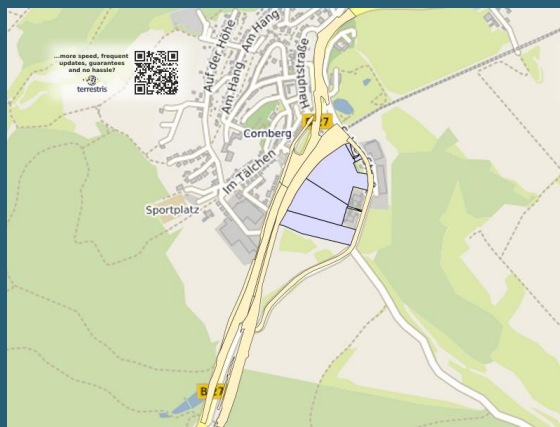 ...more speed, frequent
updates, guarantees
and no hassle?
terrestris
Auf der Höhe
Am Hang
Am Hang
Hauptstraße
Cornberg
B 27
Im Tälchen
Sportplatz
B 27